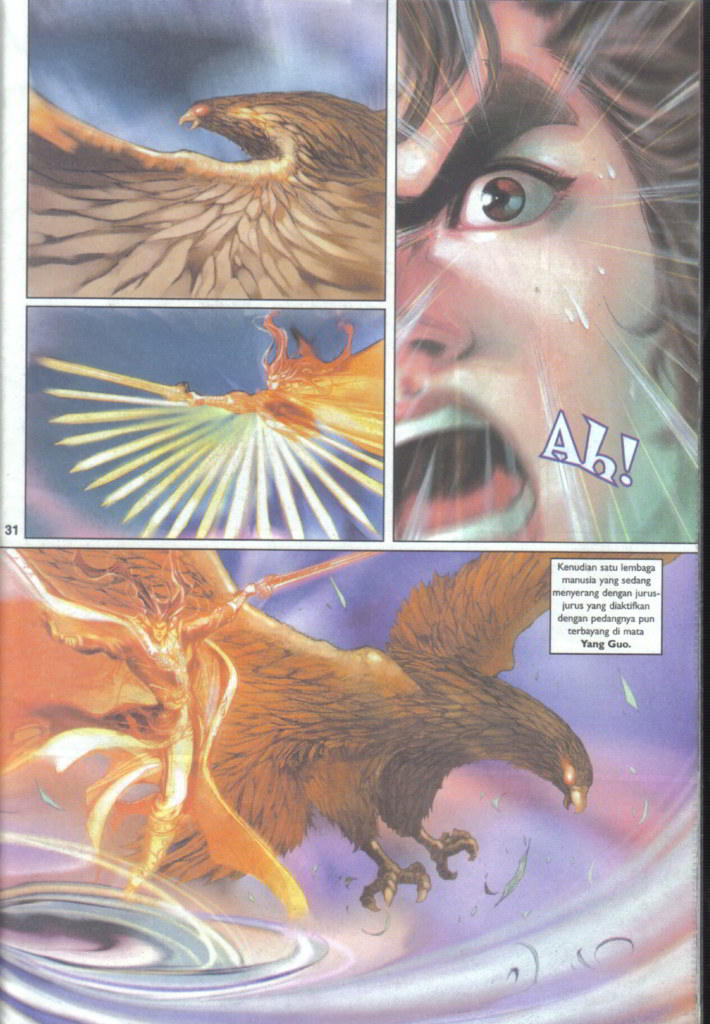 Ah!
31
Kenudian satu lembaga
manusia yang sedang
menyerang dengan jurus-
jurus yang diaktifkan
dengan pedangnya pun
terbayang di mata
Yang Guo.